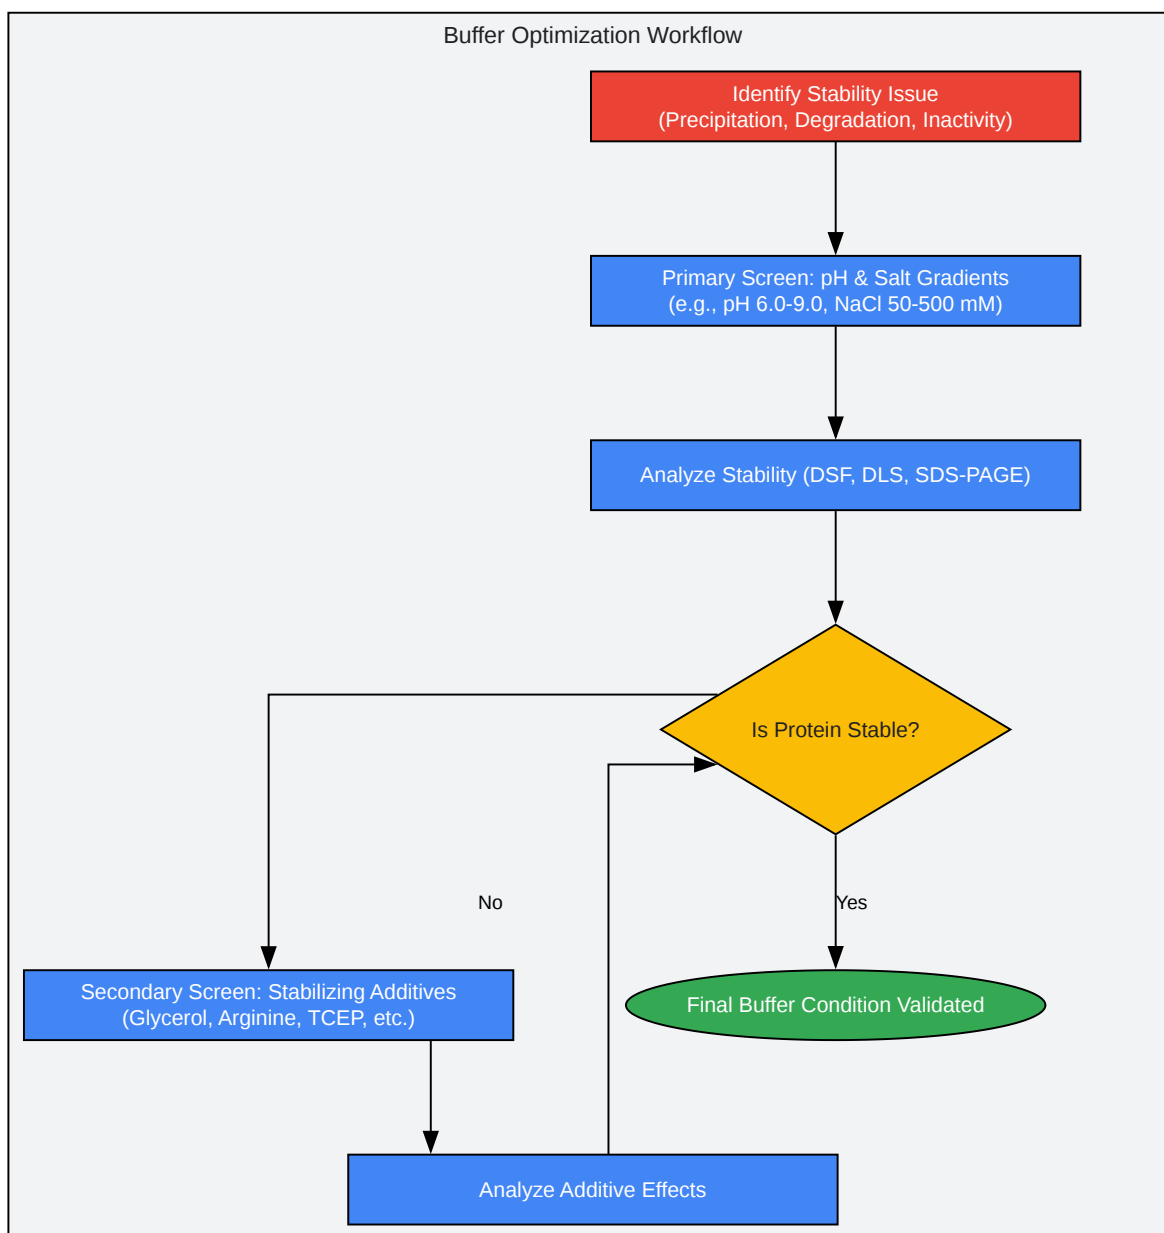 Buffer Optimization Workflow
Identify Stability Issue
(Precipitation, Degradation, Inactivity)
Primary Screen: pH & Salt Gradients
(e.g., pH 6.0-9.0, NaCl 50-500 mM)
Analyze Stability (DSF, DLS, SDS-PAGE)
Is Protein Stable?
No
Yes
Secondary Screen: Stabilizing Additives
(Glycerol, Arginine, TCEP, etc.)
Final Buffer Condition Validated
Analyze Additive Effects